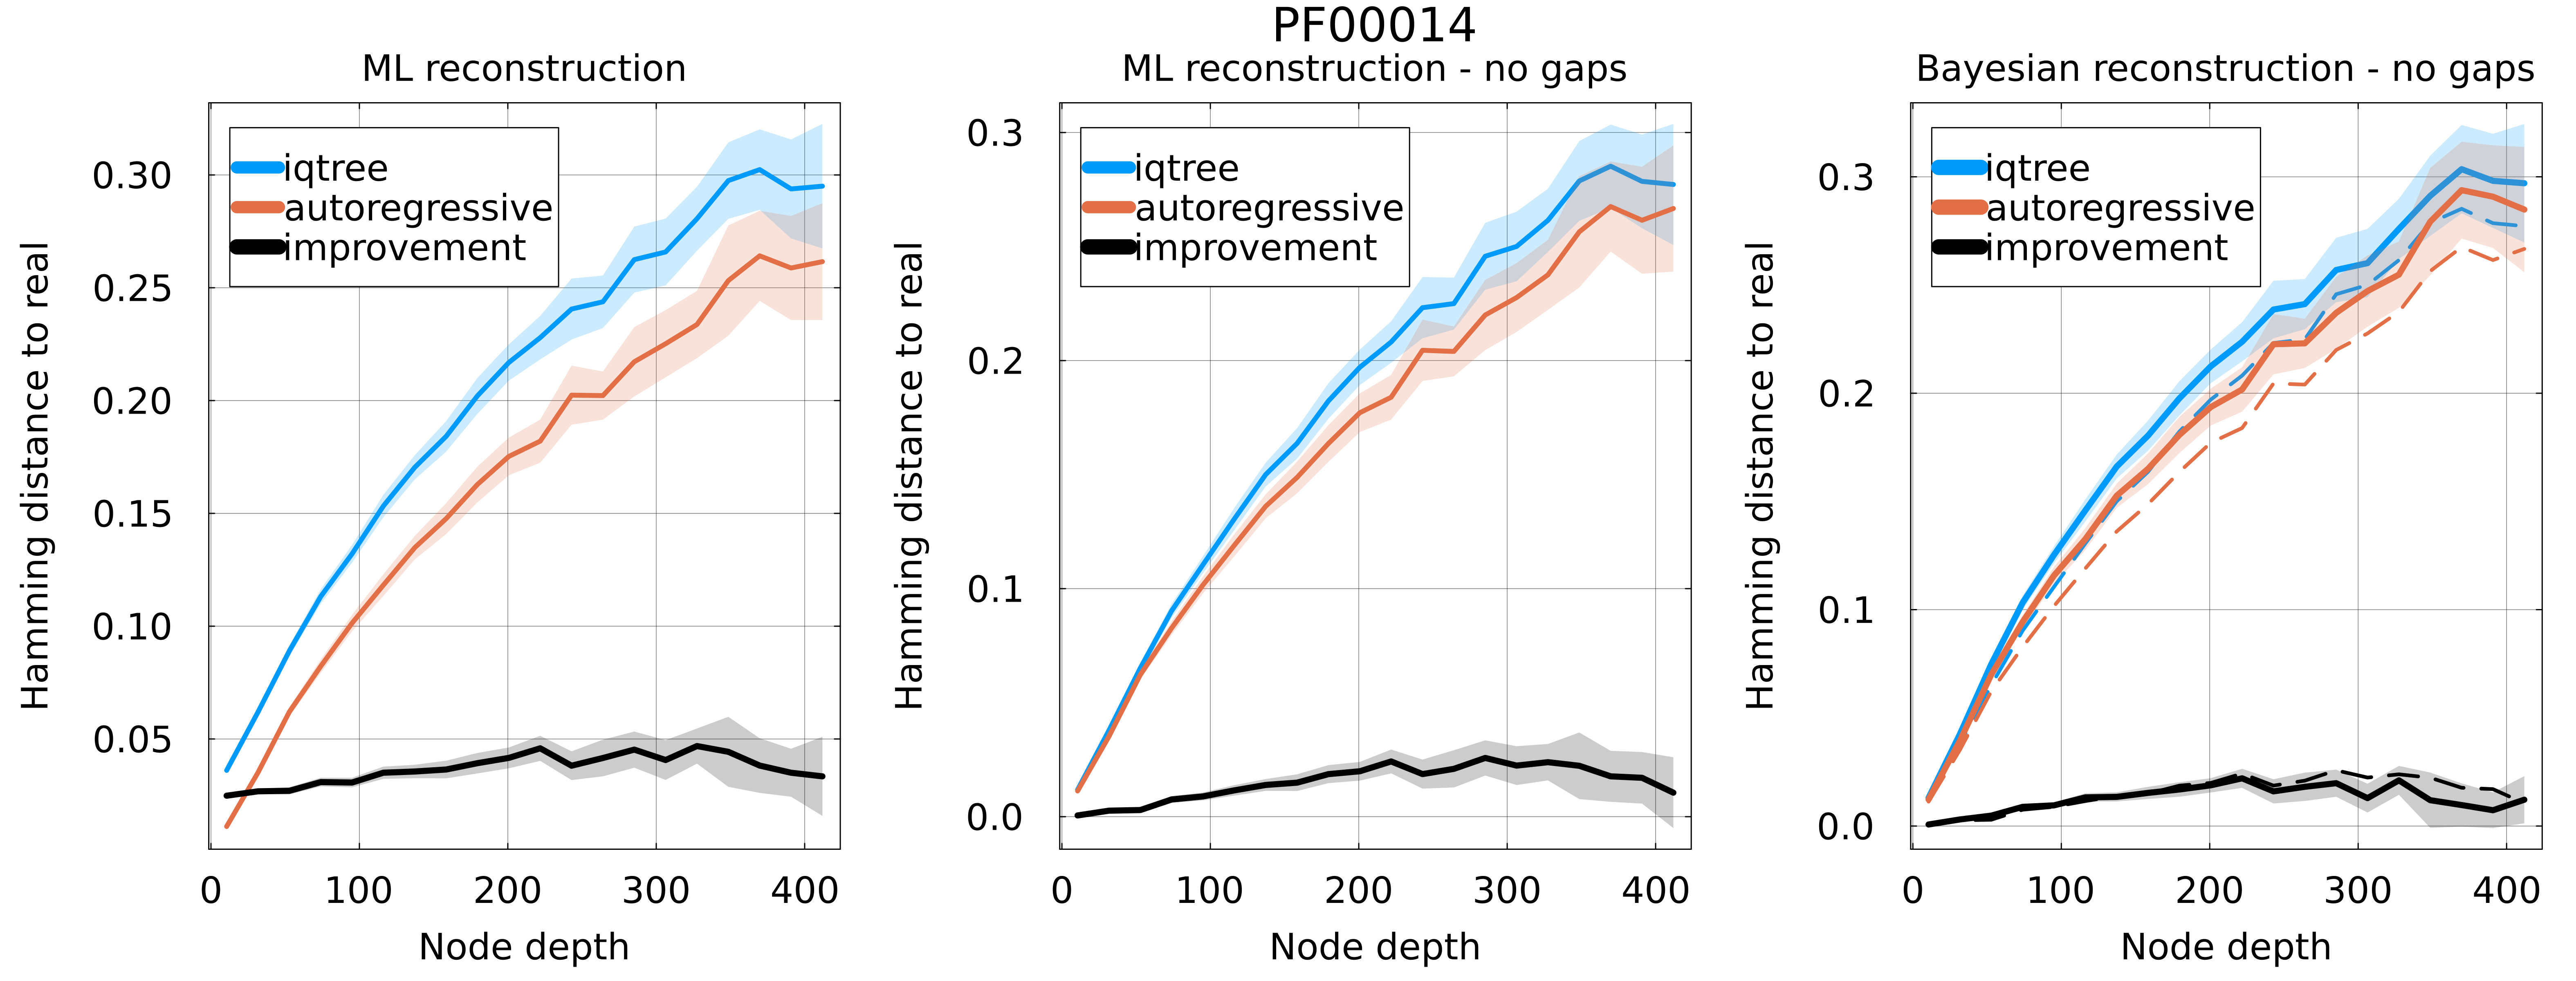 PF00014
ML reconstruction
Hamming distance to real
0.30
0.25
0.20
0.15
0.10
0.05
iqtree
autoregressive
improvement
0 100 200 300 400
Node depth
ML reconstruction - no gaps
Hamming distance to real
0.3
0.2
0.1
0.0
iqtree
autoregressive
improvement
0 100 200 300 400
Node depth
Bayesian reconstruction - no gaps
Hamming distance to real
0.3
0.2
0.1
0.0
iqtree
autoregressive
improvement
0 100 200 300 400
Node depth